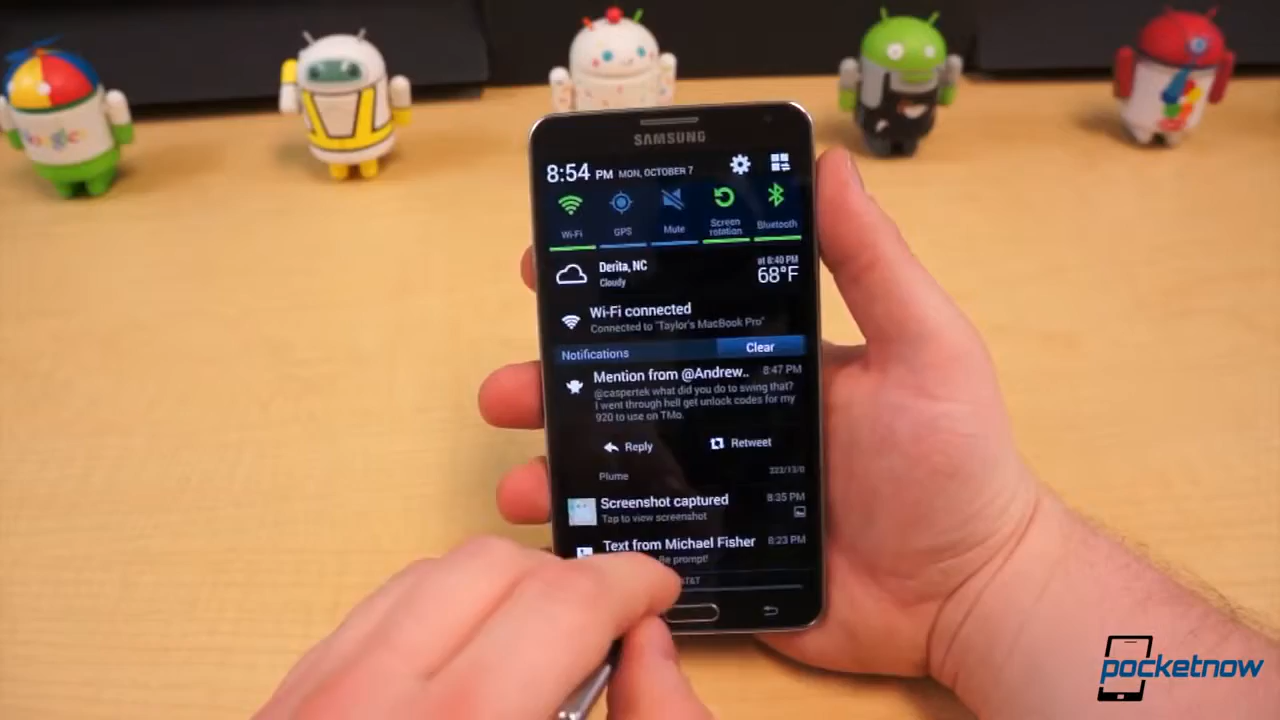 Google
SAMSUNG
8:54 PM MON, OCTOBER 7
Wi-Fi
GPS
Mute
Screen rotation
Bluetooth
Derita, NC
Cloudy
at 8:40 PM
68°F
Wi-Fi connected
Connected to "Taylor's MacBook Pro"
Notifications
Clear
Mention from @Andrew.. 8:47 PM
@caspertek what did you do to swing that?
I went through hell get unlock codes for my
920 to use on TMo.
Reply
Retweet
Plume
Screenshot captured 8:35 PM
Tap to view screenshot
Text from Michael Fisher 8:23 PM
Be prompt!
AT&T
pocketnow